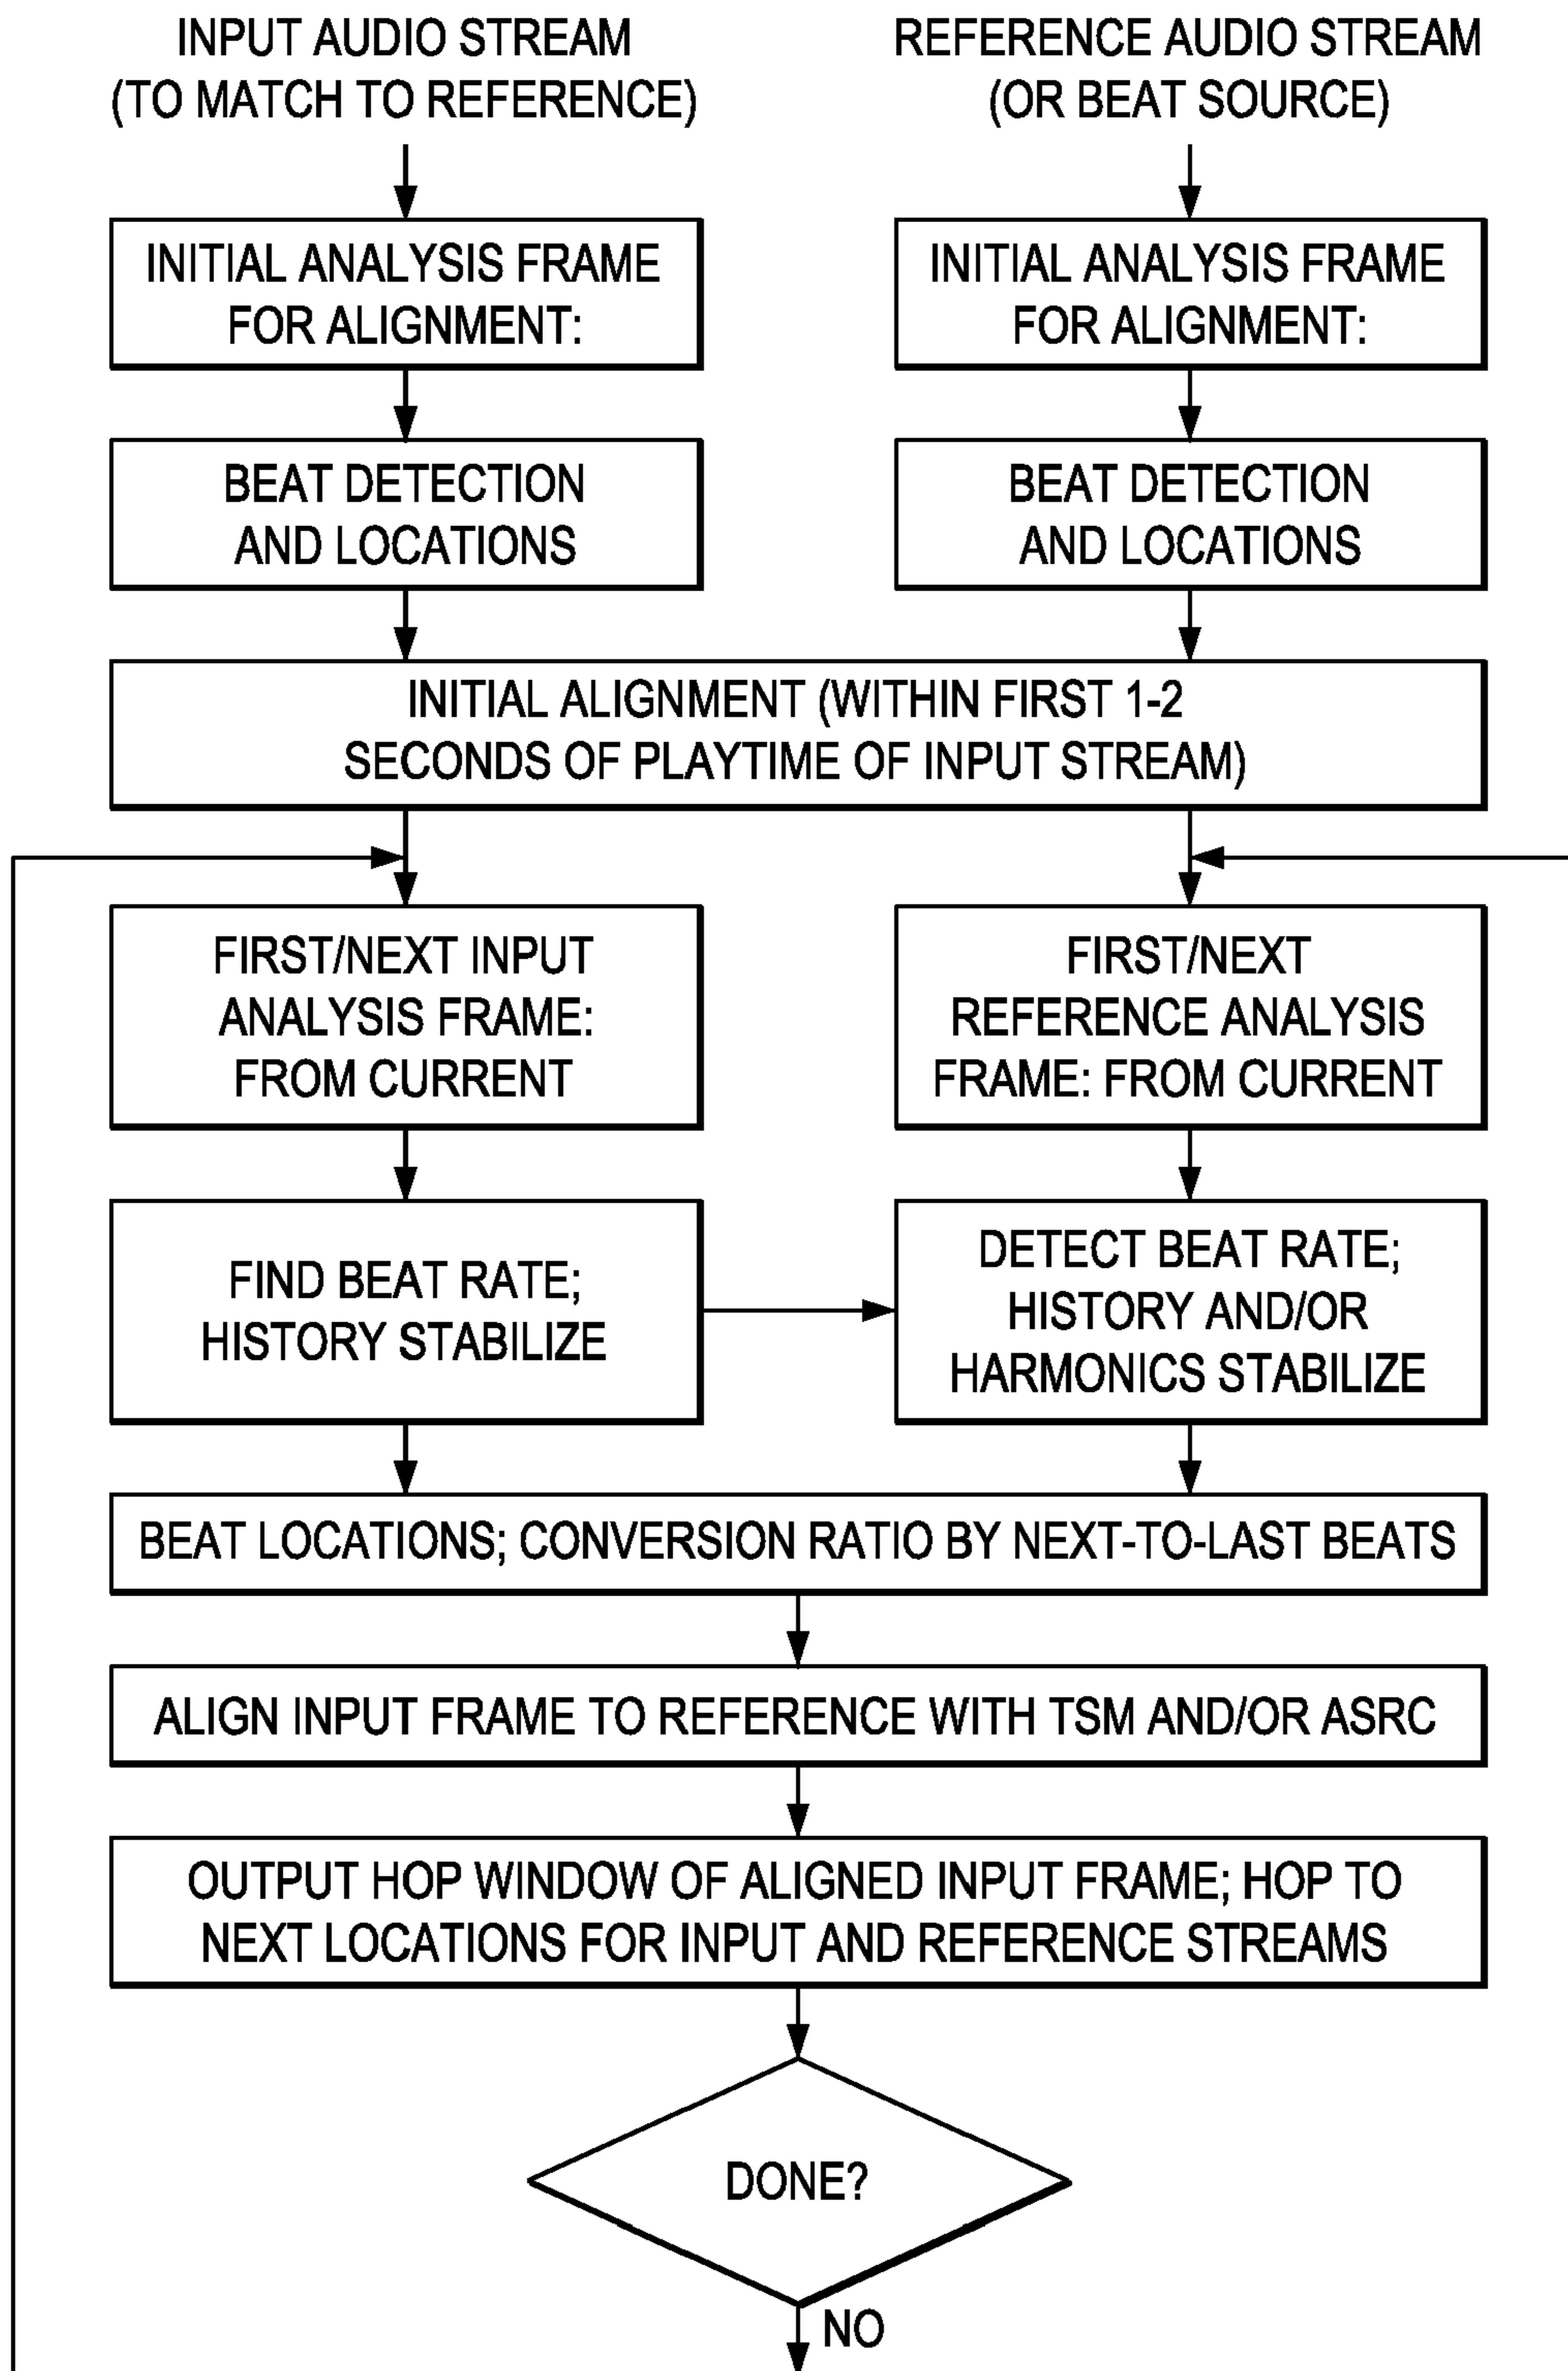 INPUT AUDIO STREAM
(TO MATCH TO REFERENCE)
REFERENCE AUDIO STREAM
(OR BEAT SOURCE)
INITIAL ANALYSIS FRAME
FOR ALIGNMENT:
INITIAL ANALYSIS FRAME
FOR ALIGNMENT:
BEAT DETECTION
AND LOCATIONS
BEAT DETECTION
AND LOCATIONS
INITIAL ALIGNMENT (WITHIN FIRST 1-2
SECONDS OF PLAYTIME OF INPUT STREAM)
FIRST/NEXT INPUT
ANALYSIS FRAME:
FROM CURRENT
FIRST/NEXT
REFERENCE ANALYSIS
FRAME: FROM CURRENT
FIND BEAT RATE;
HISTORY STABILIZE
DETECT BEAT RATE;
HISTORY AND/OR
HARMONICS STABILIZE
BEAT LOCATIONS; CONVERSION RATIO BY NEXT-TO-LAST BEATS
ALIGN INPUT FRAME TO REFERENCE WITH TSM AND/OR ASRC
OUTPUT HOP WINDOW OF ALIGNED INPUT FRAME; HOP TO
NEXT LOCATIONS FOR INPUT AND REFERENCE STREAMS
DONE?
NO